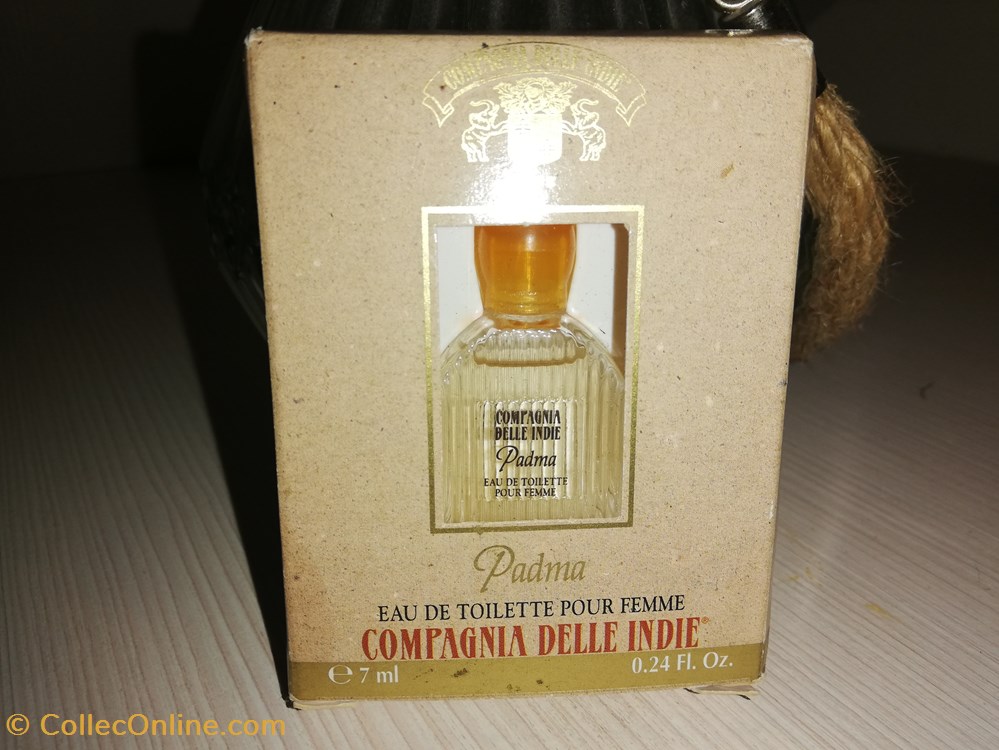 "COMPAGNIA DELLE INDIE"
COMPAGNIA
DELLE INDIE
Padma
EAU DE TOILETTE
POUR FEMME
Padma
EAU DE TOILETTE POUR FEMME
COMPAGNIA DELLE INDIE®
℮ 7 ml 0.24 Fl. Oz.
© CollecOnline.com